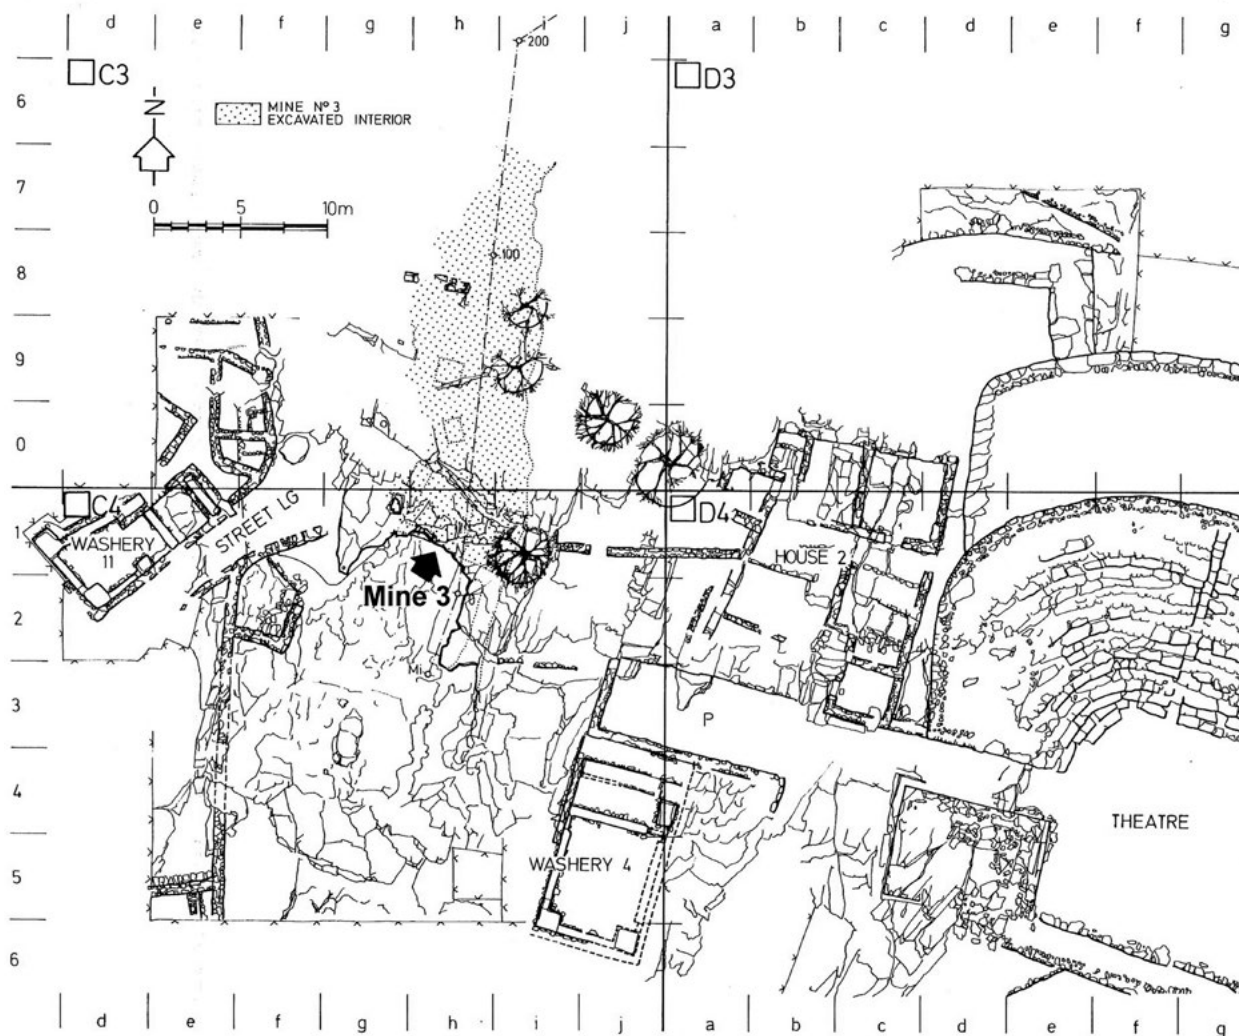 d e f g h i j a b c d e f g
200
C3
D3
6
N
MINE Nº 3
EXCAVATED INTERIOR
7
0 5 10m
8
100
9
0
C4
D4
1
WASHERY
11
STREET LG
HOUSE 2
Mine 3
2
Mi
3
P
4
THEATRE
5
WASHERY 4
6
d e f g h i j a b c d e f g